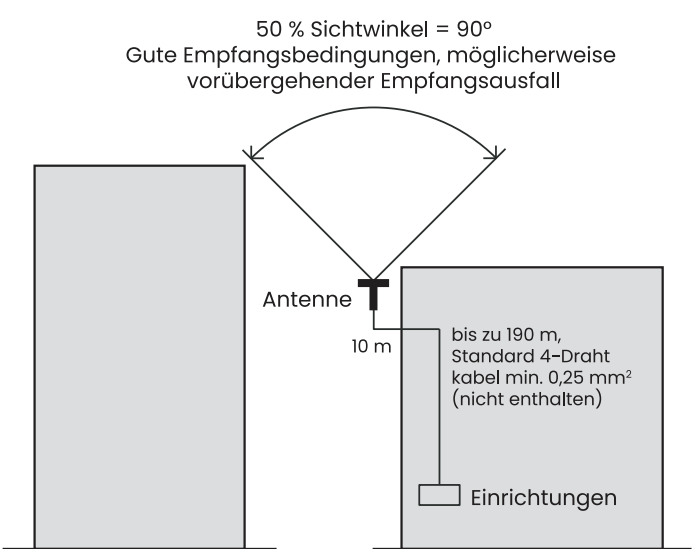 50 % Sichtwinkel = 90°
Gute Empfangsbedingungen, möglicherweise
vorübergehender Empfangsausfall
Antenne
10 m
bis zu 190 m,
Standard 4-Draht
kabel min. 0,25 mm²
(nicht enthalten)
Einrichtungen